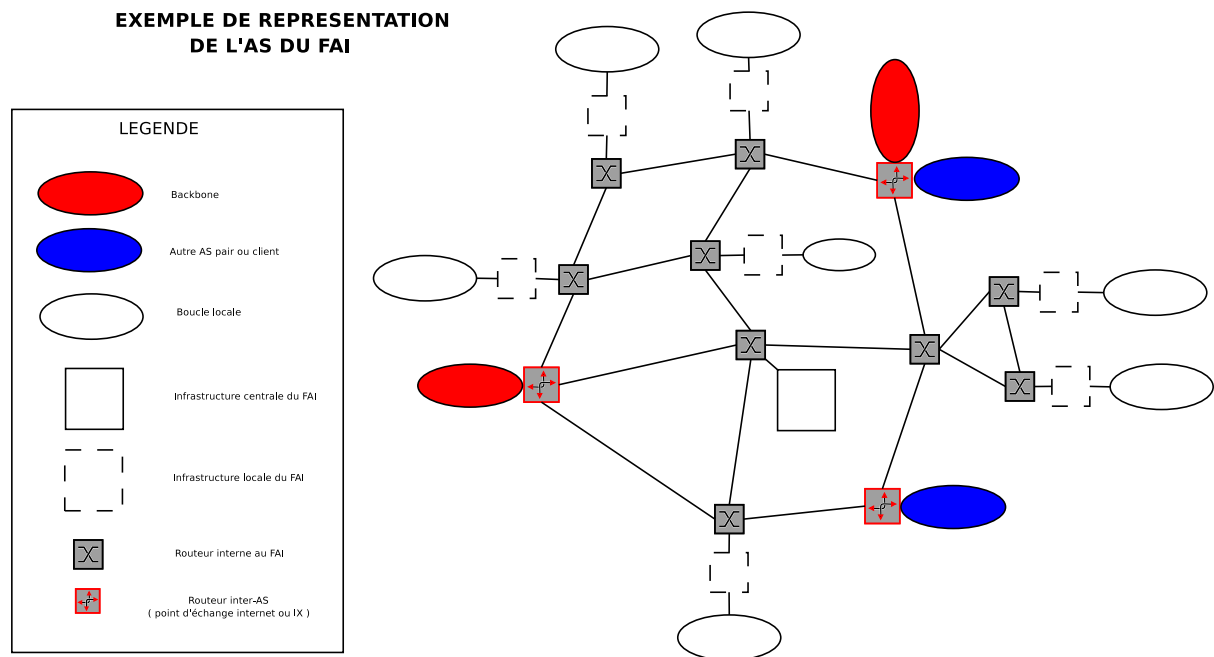 EXEMPLE DE REPRESENTATION
DE L'AS DU FAI
LEGENDE
Backbone
Autre AS pair ou client
Boucle locale
Infrastructure centrale du FAI
Infrastructure locale du FAI
Routeur interne au FAI
Routeur inter-AS
( point d'échange internet ou IX )